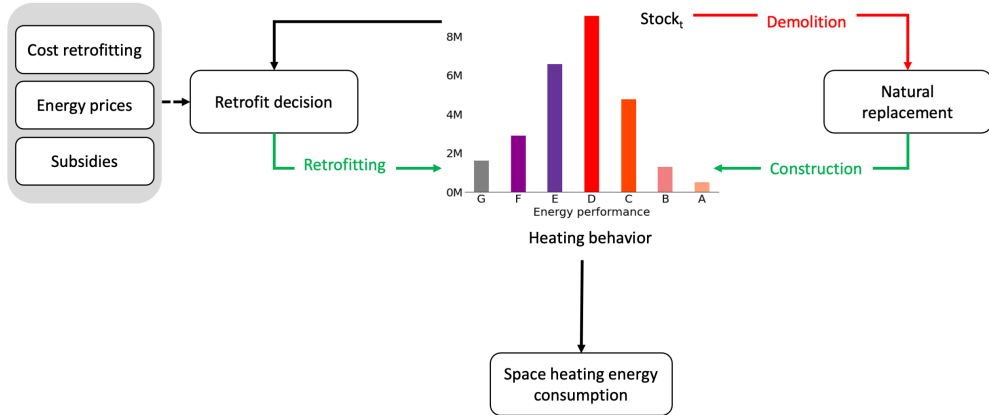 Cost retrofitting
Energy prices
Subsidies
Retrofit decision
Retrofitting
8M
6M
4M
2M
0M
G F E D C B A
Energy performance
Heating behavior
Stockₜ
Demolition
Natural
replacement
Construction
Space heating energy
consumption